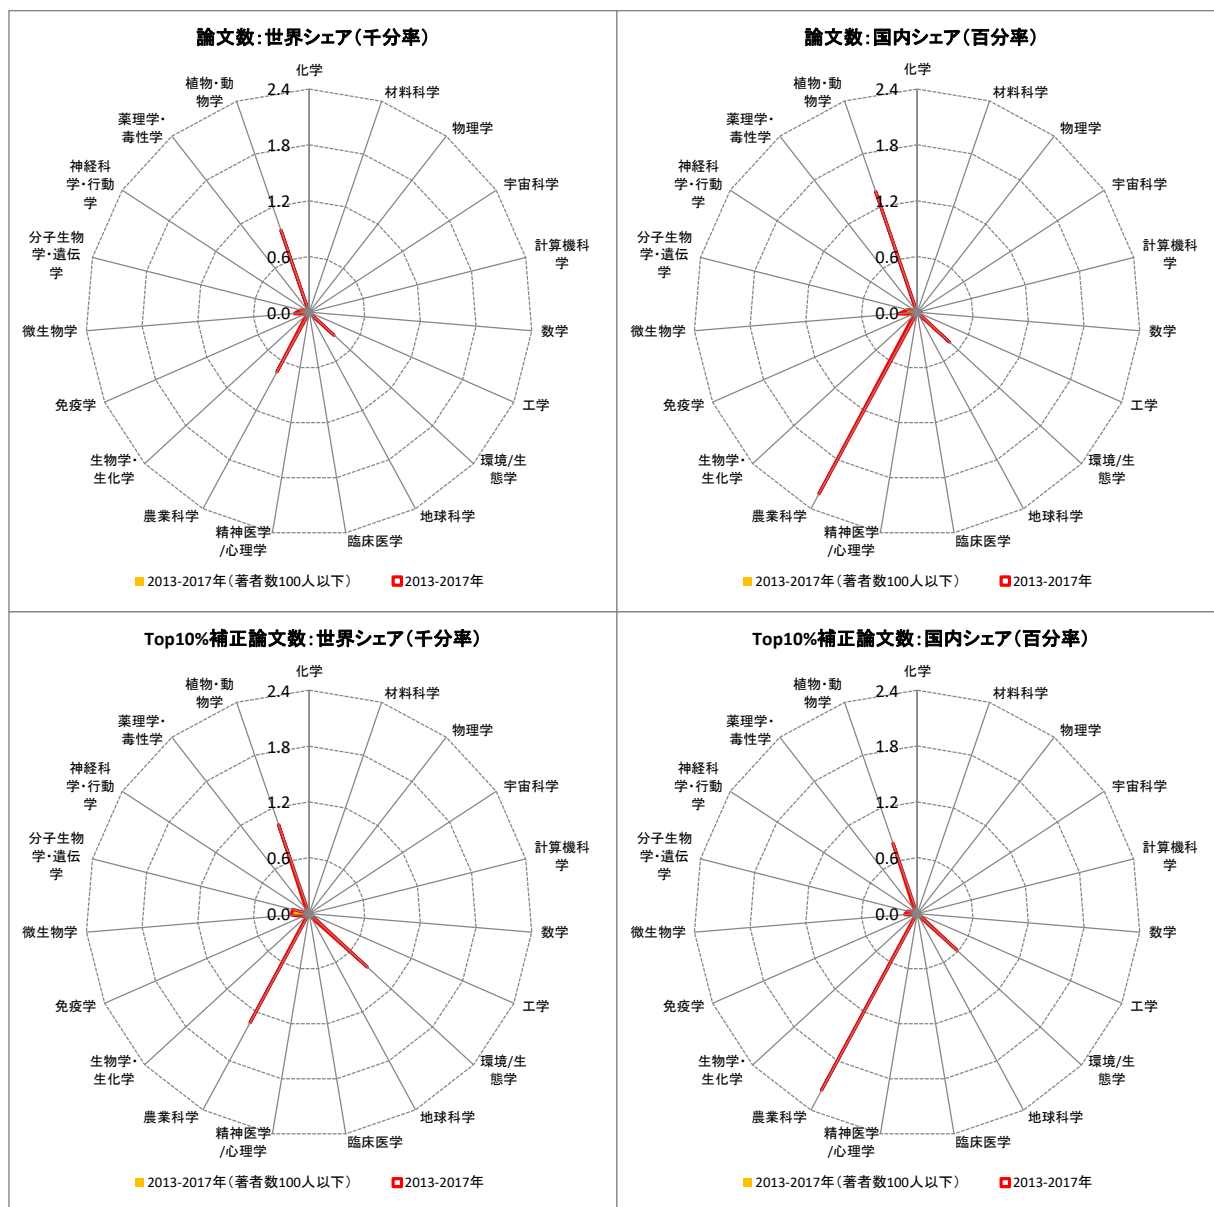 論文数：世界シェア（千分率）
化学
材料科学
物理学
宇宙科学
計算機科
学
数学
工学
環境/生
態学
地球科学
臨床医学
精神医学
/心理学
農業科学
生物学・
生化学
免疫学
微生物学
分子生物
学・遺伝
学
神経科
学・行動
学
薬理学・
毒性学
植物・動
物学
2.4
1.8
1.2
0.6
0.0
2013-2017年（著者数100人以下） 2013-2017年
論文数：国内シェア（百分率）
化学
材料科学
物理学
宇宙科学
計算機科
学
数学
工学
環境/生
態学
地球科学
臨床医学
精神医学
/心理学
農業科学
生物学・
生化学
免疫学
微生物学
分子生物
学・遺伝
学
神経科
学・行動
学
薬理学・
毒性学
植物・動
物学
2.4
1.8
1.2
0.6
0.0
2013-2017年（著者数100人以下） 2013-2017年
Top10%補正論文数：世界シェア（千分率）
化学
材料科学
物理学
宇宙科学
計算機科
学
数学
工学
環境/生
態学
地球科学
臨床医学
精神医学
/心理学
農業科学
生物学・
生化学
免疫学
微生物学
分子生物
学・遺伝
学
神経科
学・行動
学
薬理学・
毒性学
植物・動
物学
2.4
1.8
1.2
0.6
0.0
2013-2017年（著者数100人以下） 2013-2017年
Top10%補正論文数：国内シェア（百分率）
化学
材料科学
物理学
宇宙科学
計算機科
学
数学
工学
環境/生
態学
地球科学
臨床医学
精神医学
/心理学
農業科学
生物学・
生化学
免疫学
微生物学
分子生物
学・遺伝
学
神経科
学・行動
学
薬理学・
毒性学
植物・動
物学
2.4
1.8
1.2
0.6
0.0
2013-2017年（著者数100人以下） 2013-2017年